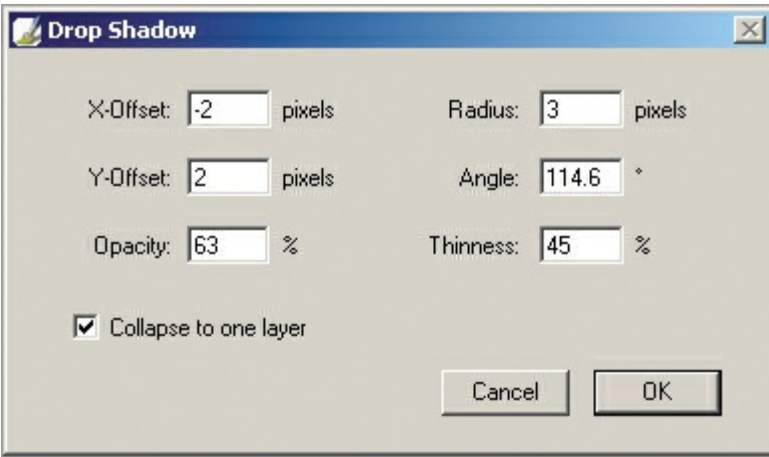 Drop Shadow
X-Offset: -2 pixels Radius: 3 pixels
Y-Offset: 2 pixels Angle: 114.6 °
Opacity: 63 % Thinness: 45 %
Collapse to one layer
Cancel OK